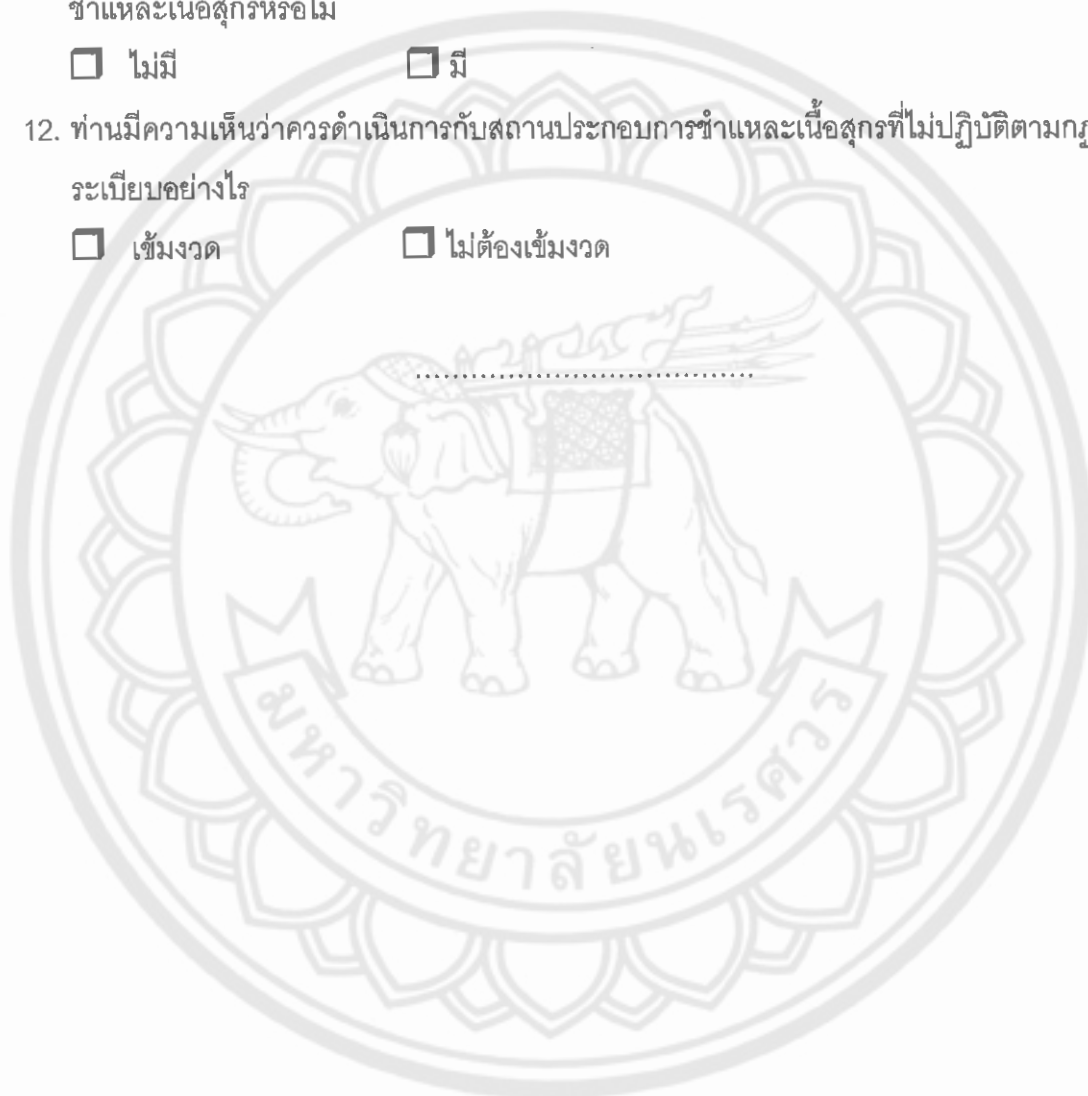 ชำแหละเนื้อสุกรหรือไม่
☐ ไม่มี ☐ มี
12. ท่านมีความเห็นว่าควรดำเนินการกับสถานประกอบการชำแหละเนื้อสุกรที่ไม่ปฏิบัติตามกฎ
ระเบียบอย่างไร
☐ เข้มงวด ☐ ไม่ต้องเข้มงวด
........................................
มหาวิทยาลัยนเรศวร